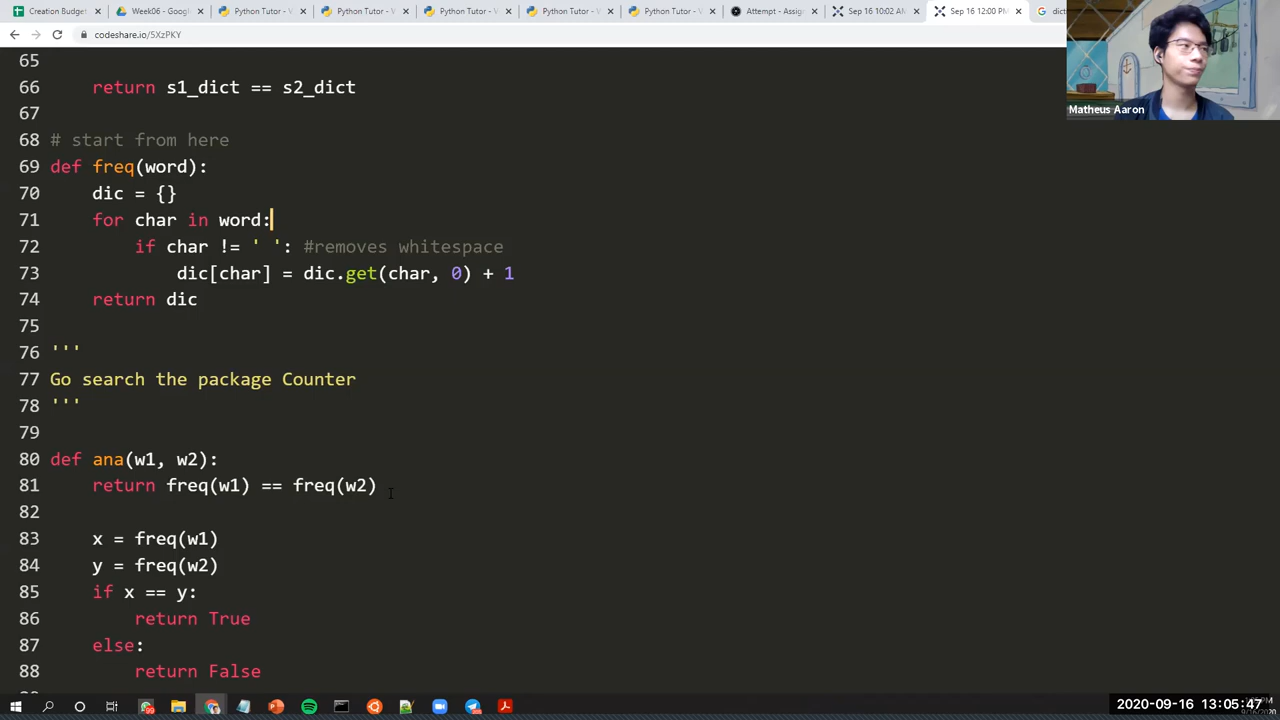 Creation Budget
Week06 - Googl
Python Tutor - V
Python Tutor - V
Python Tutor - V
Python Tutor - V
Python Tutor - V
Attempt - Assign
Sep 16 10:02 AM
Sep 16 12:00 PM
dict
codeshare.io/5XzPKY
Matheus Aaron
65
66 return s1_dict == s2_dict
67
68 # start from here
69 def freq(word):
70 dic = {}
71 for char in word:
72 if char != ' ': #removes whitespace
73 dic[char] = dic.get(char, 0) + 1
74 return dic
75
76 '''
77 Go search the package Counter
78 '''
79
80 def ana(w1, w2):
81 return freq(w1) == freq(w2)
82
83 x = freq(w1)
84 y = freq(w2)
85 if x == y:
86 return True
87 else:
88 return False
2020-09-16 13:05:47